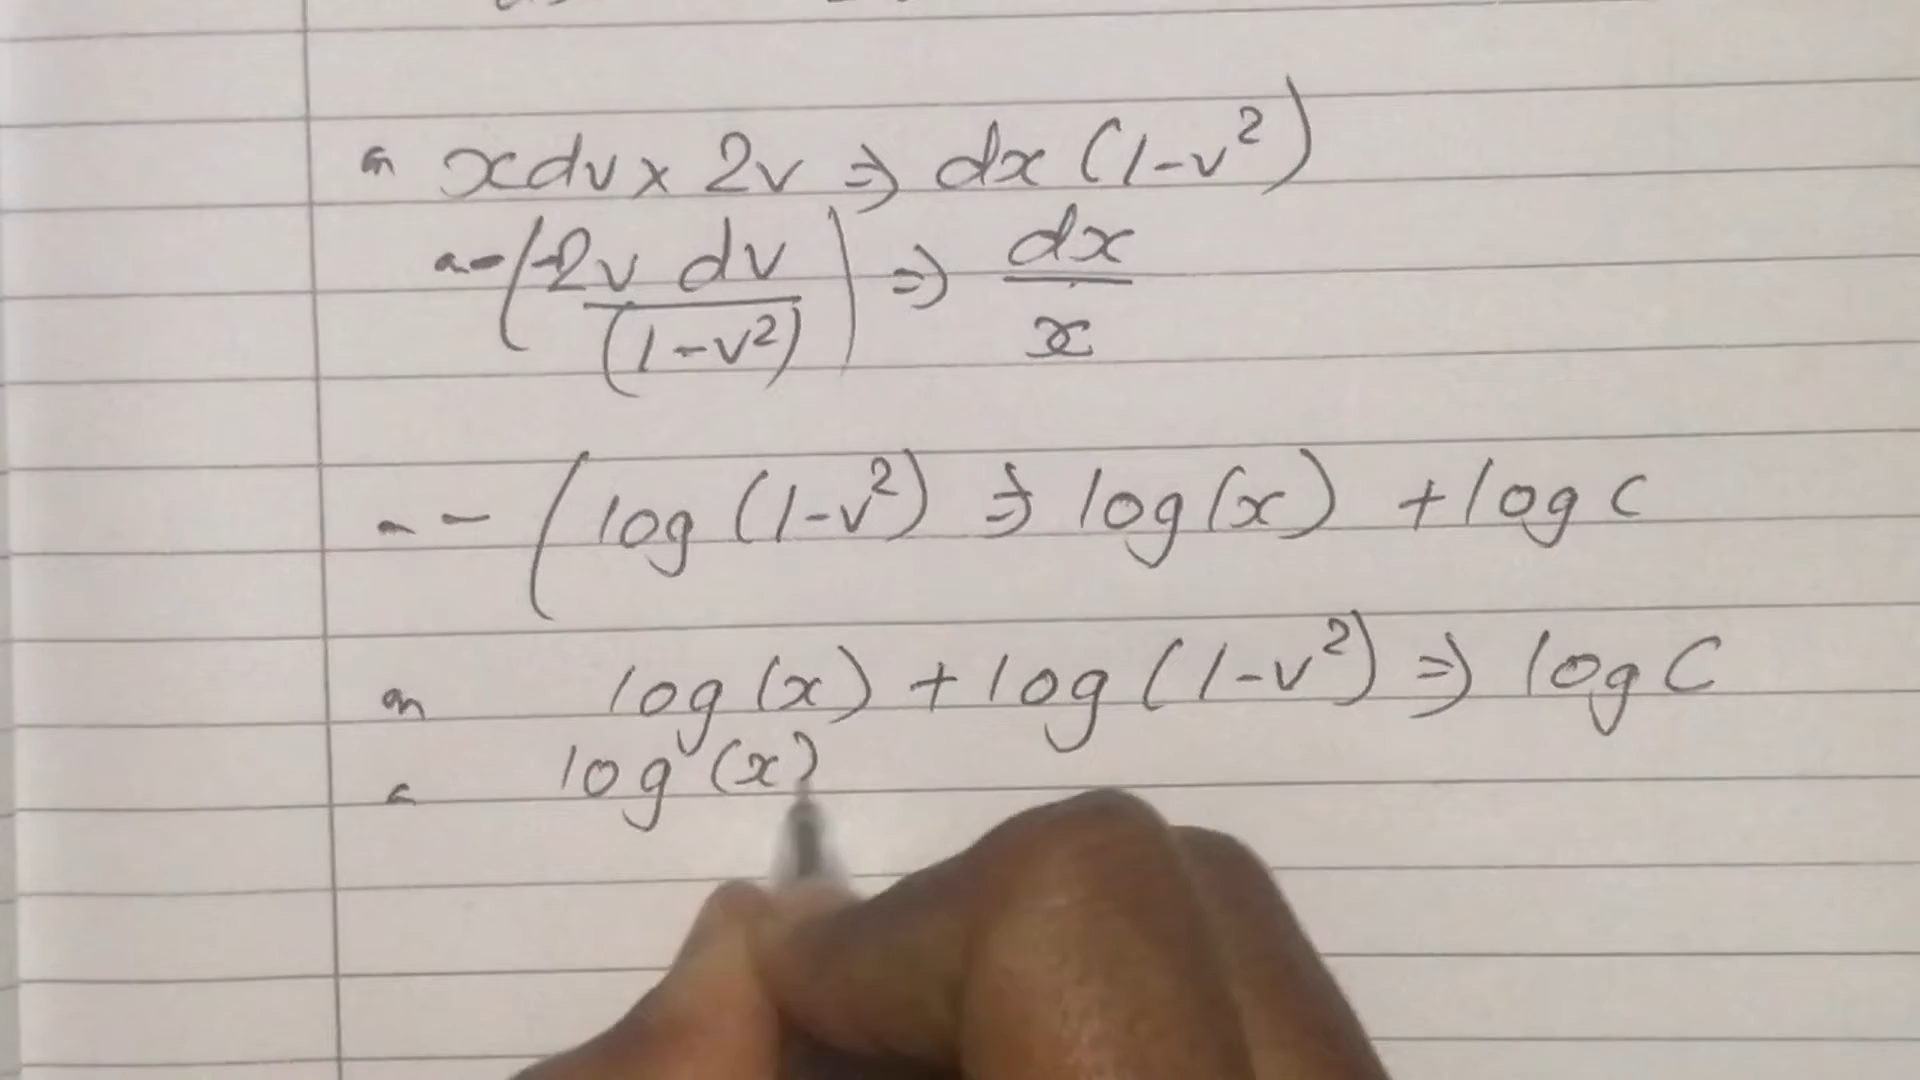 x dv x 2v ⇒ dx (1-v²)
-(-2v dv / (1-v²)) ⇒ dx / x
- (log (1-v²) ⇒ log(x) + log C
log (x) + log (1-v²) ⇒ log C
log (x)